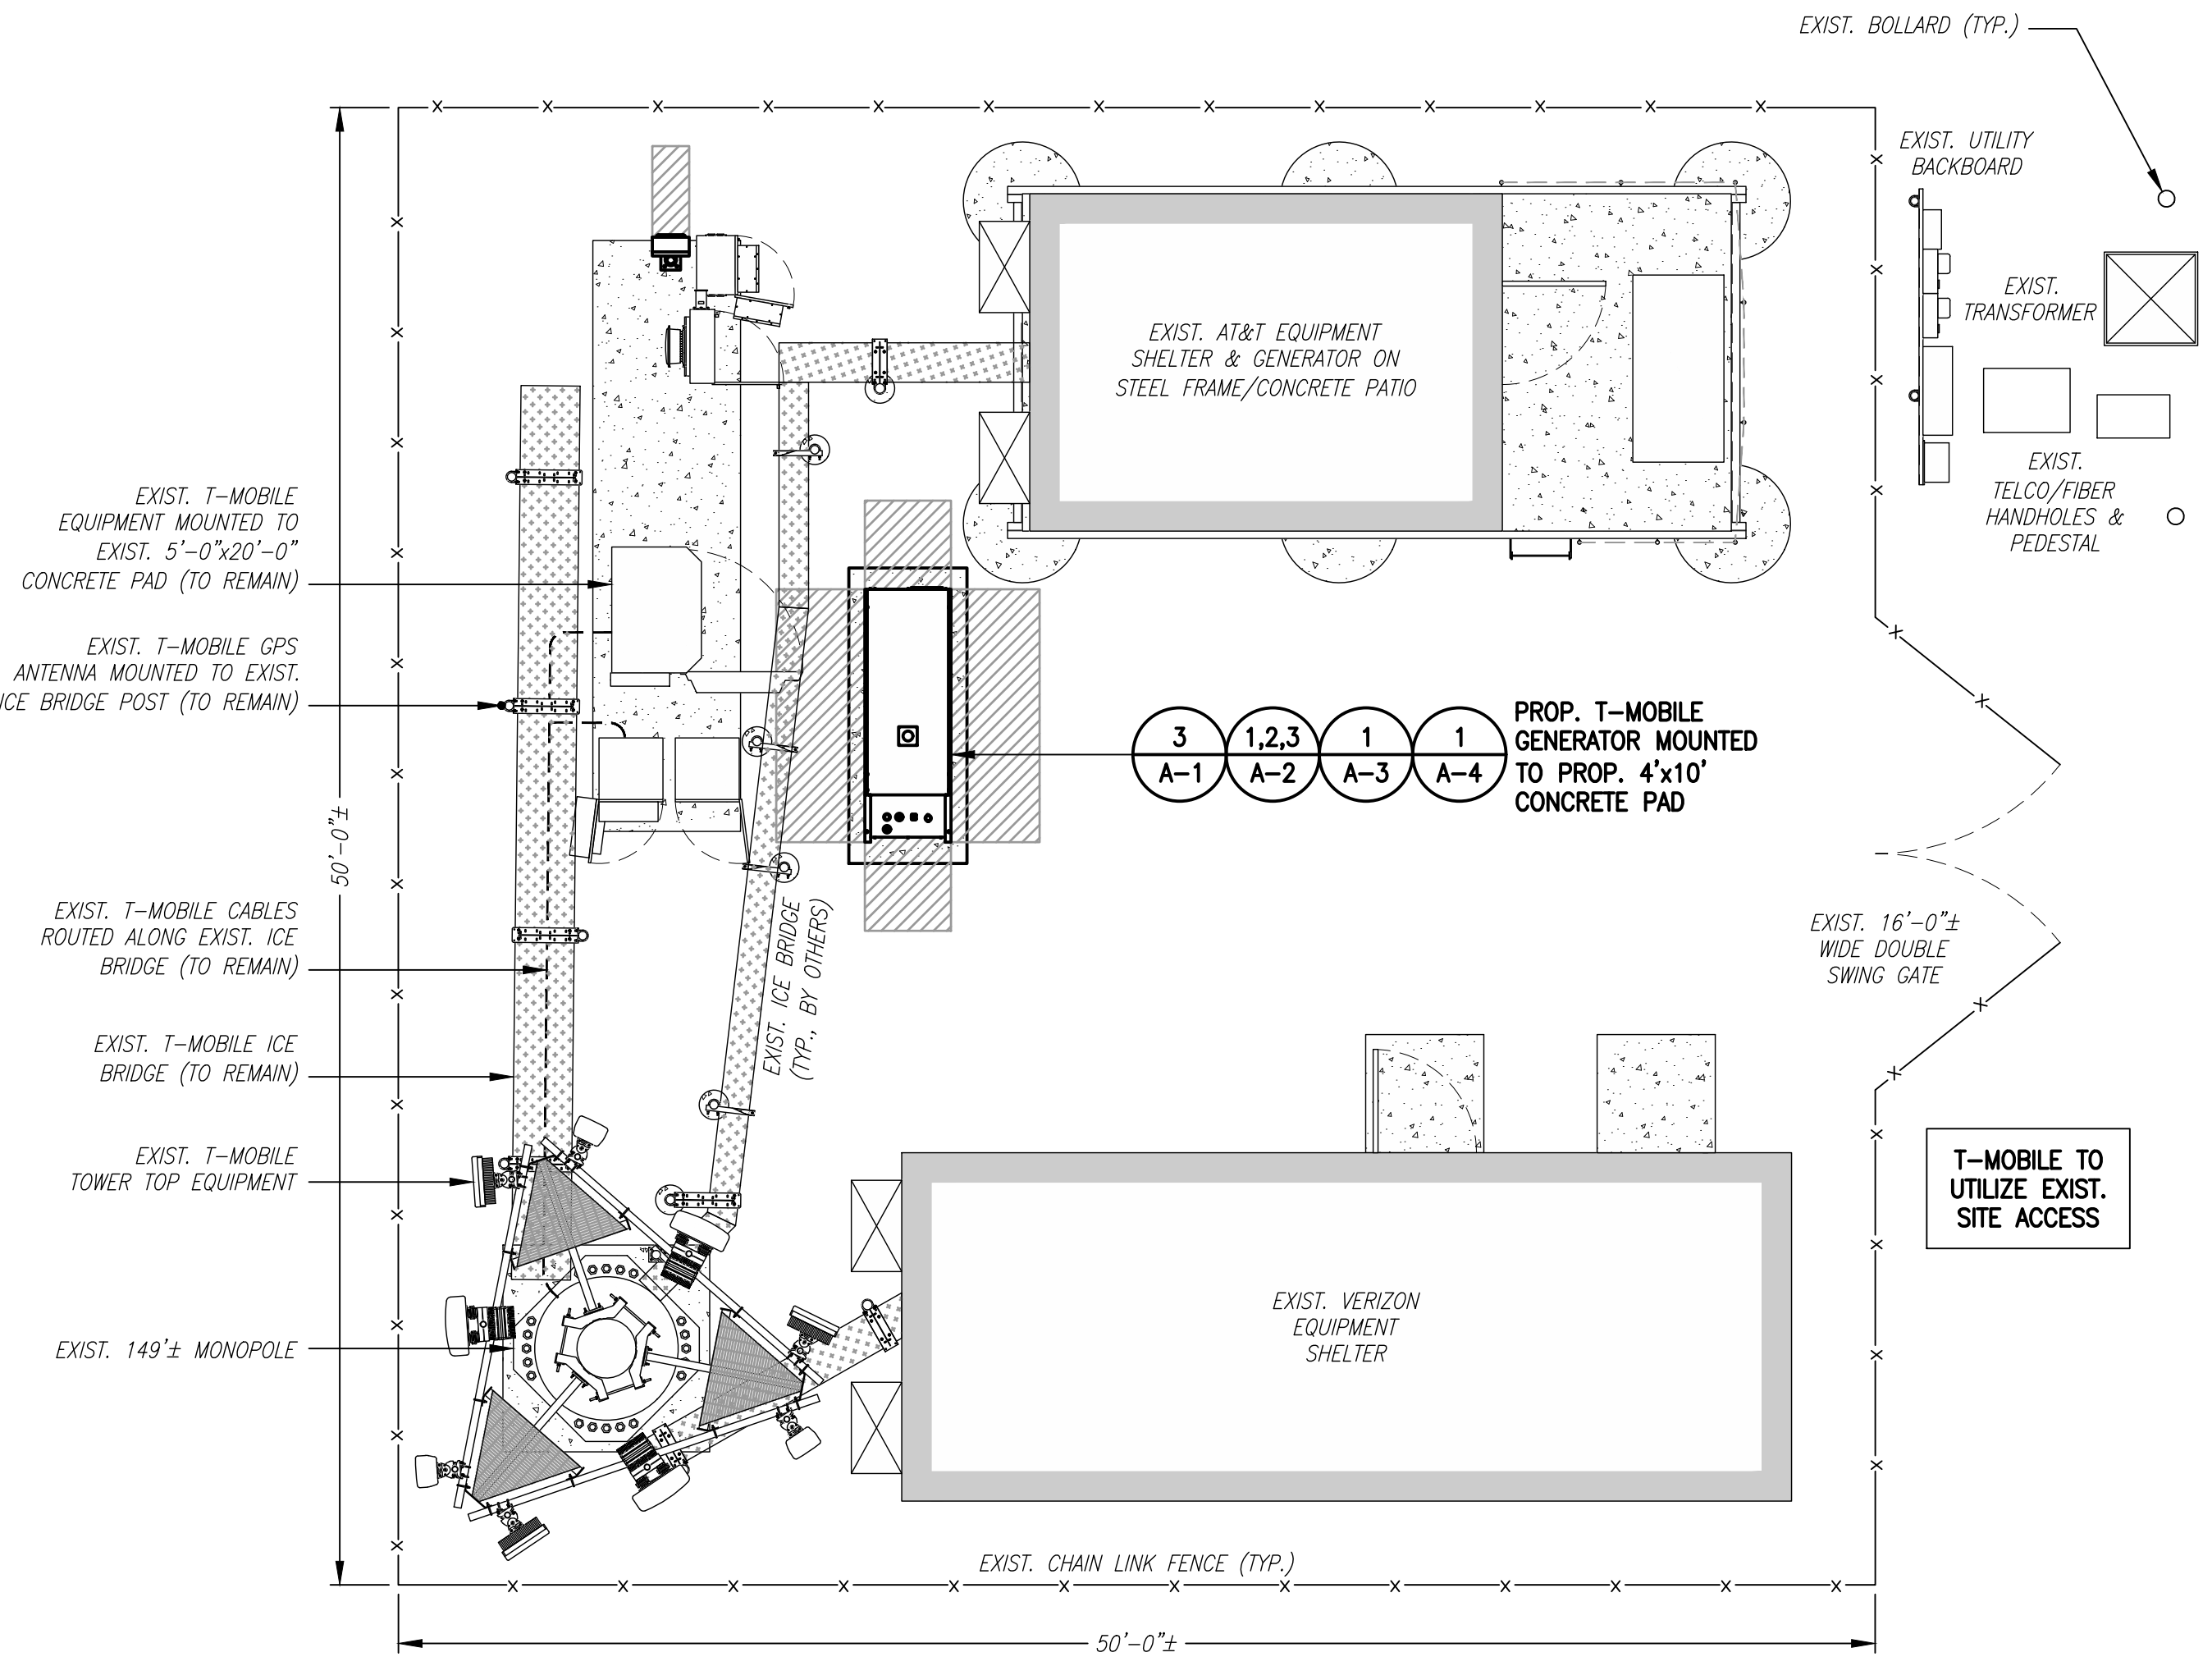 EXIST. BOLLARD (TYP.)
EXIST. UTILITY
BACKBOARD
EXIST.
TRANSFORMER
EXIST. AT&T EQUIPMENT
SHELTER & GENERATOR ON
STEEL FRAME/CONCRETE PATIO
EXIST.
TELCO/FIBER
HANDHOLES &
PEDESTAL
EXIST. T-MOBILE
EQUIPMENT MOUNTED TO
EXIST. 5'-0"x20'-0"
CONCRETE PAD (TO REMAIN)
EXIST. T-MOBILE GPS
ANTENNA MOUNTED TO EXIST.
ICE BRIDGE POST (TO REMAIN)
3
A-1
1,2,3
A-2
1
A-3
1
A-4
PROP. T-MOBILE
GENERATOR MOUNTED
TO PROP. 4'x10'
CONCRETE PAD
50'-0"±
EXIST. T-MOBILE CABLES
ROUTED ALONG EXIST. ICE
BRIDGE (TO REMAIN)
EXIST. ICE BRIDGE
(TYP., BY OTHERS)
EXIST. 16'-0"±
WIDE DOUBLE
SWING GATE
EXIST. T-MOBILE ICE
BRIDGE (TO REMAIN)
EXIST. T-MOBILE
TOWER TOP EQUIPMENT
T-MOBILE TO
UTILIZE EXIST.
SITE ACCESS
EXIST. VERIZON
EQUIPMENT
SHELTER
EXIST. 149'± MONOPOLE
EXIST. CHAIN LINK FENCE (TYP.)
50'-0"±